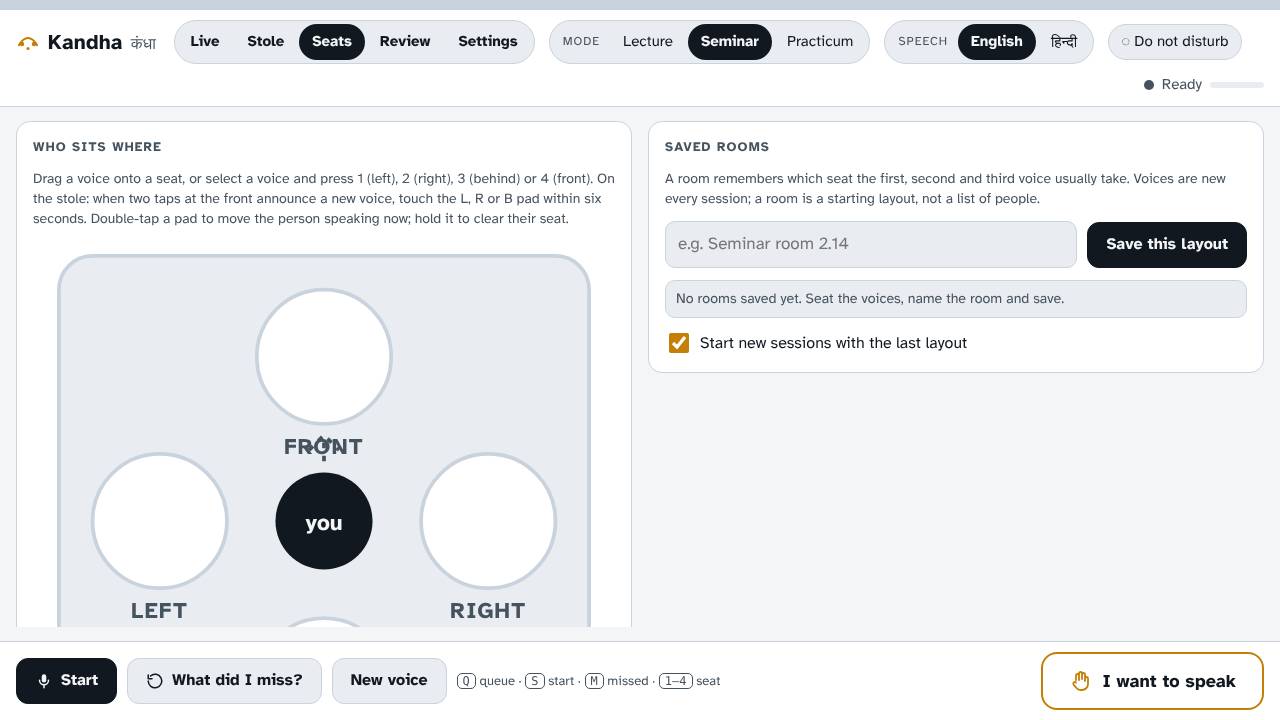 Kandha कंधा
Live Stole Seats Review Settings
MODE Lecture Seminar Practicum
SPEECH English हिन्दी
Do not disturb
Ready
WHO SITS WHERE
Drag a voice onto a seat, or select a voice and press 1 (left), 2 (right), 3 (behind) or 4 (front). On
the stole: when two taps at the front announce a new voice, touch the L, R or B pad within six
seconds. Double-tap a pad to move the person speaking now; hold it to clear their seat.
FRONT
you
LEFT
RIGHT
SAVED ROOMS
A room remembers which seat the first, second and third voice usually take. Voices are new
every session; a room is a starting layout, not a list of people.
e.g. Seminar room 2.14
Save this layout
No rooms saved yet. Seat the voices, name the room and save.
Start new sessions with the last layout
Start
What did I miss?
New voice
Q queue · S start · M missed · 1–4 seat
I want to speak